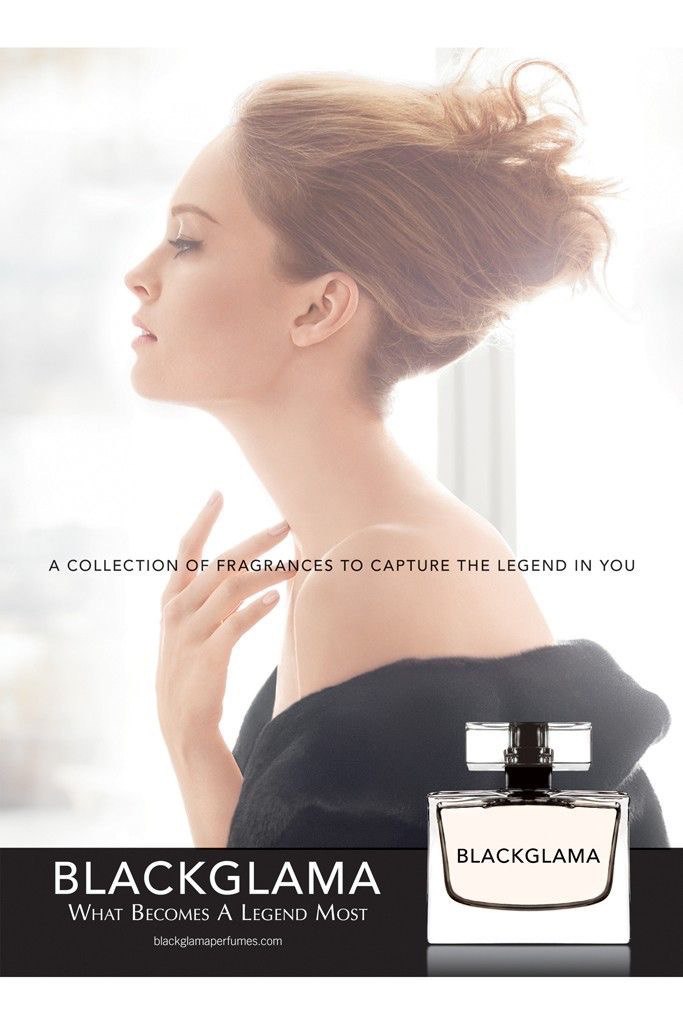 A COLLECTION OF FRAGRANCES TO CAPTURE THE LEGEND IN YOU
BLACKGLAMA
BLACKGLAMA
WHAT BECOMES A LEGEND MOST
blackglamaperfumes.com